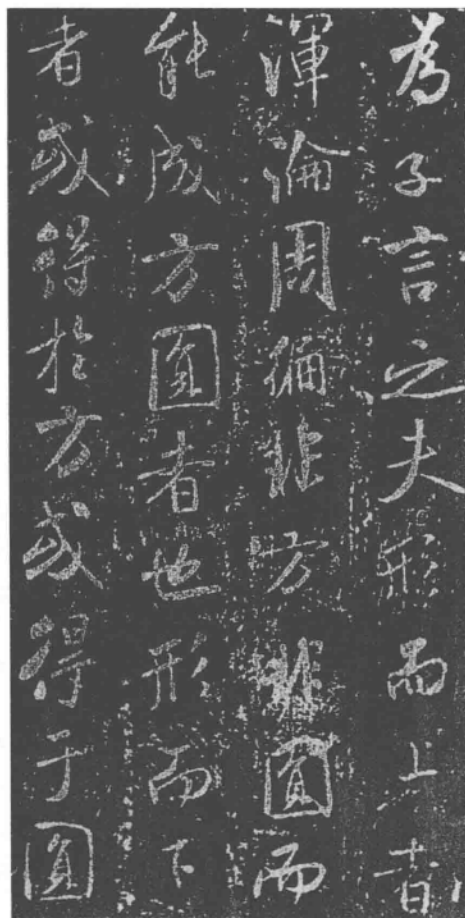 為子言之夫形而上者
渾淪周徧非方非圓而
能成方圓者也形而下
者或得於方或得于圓